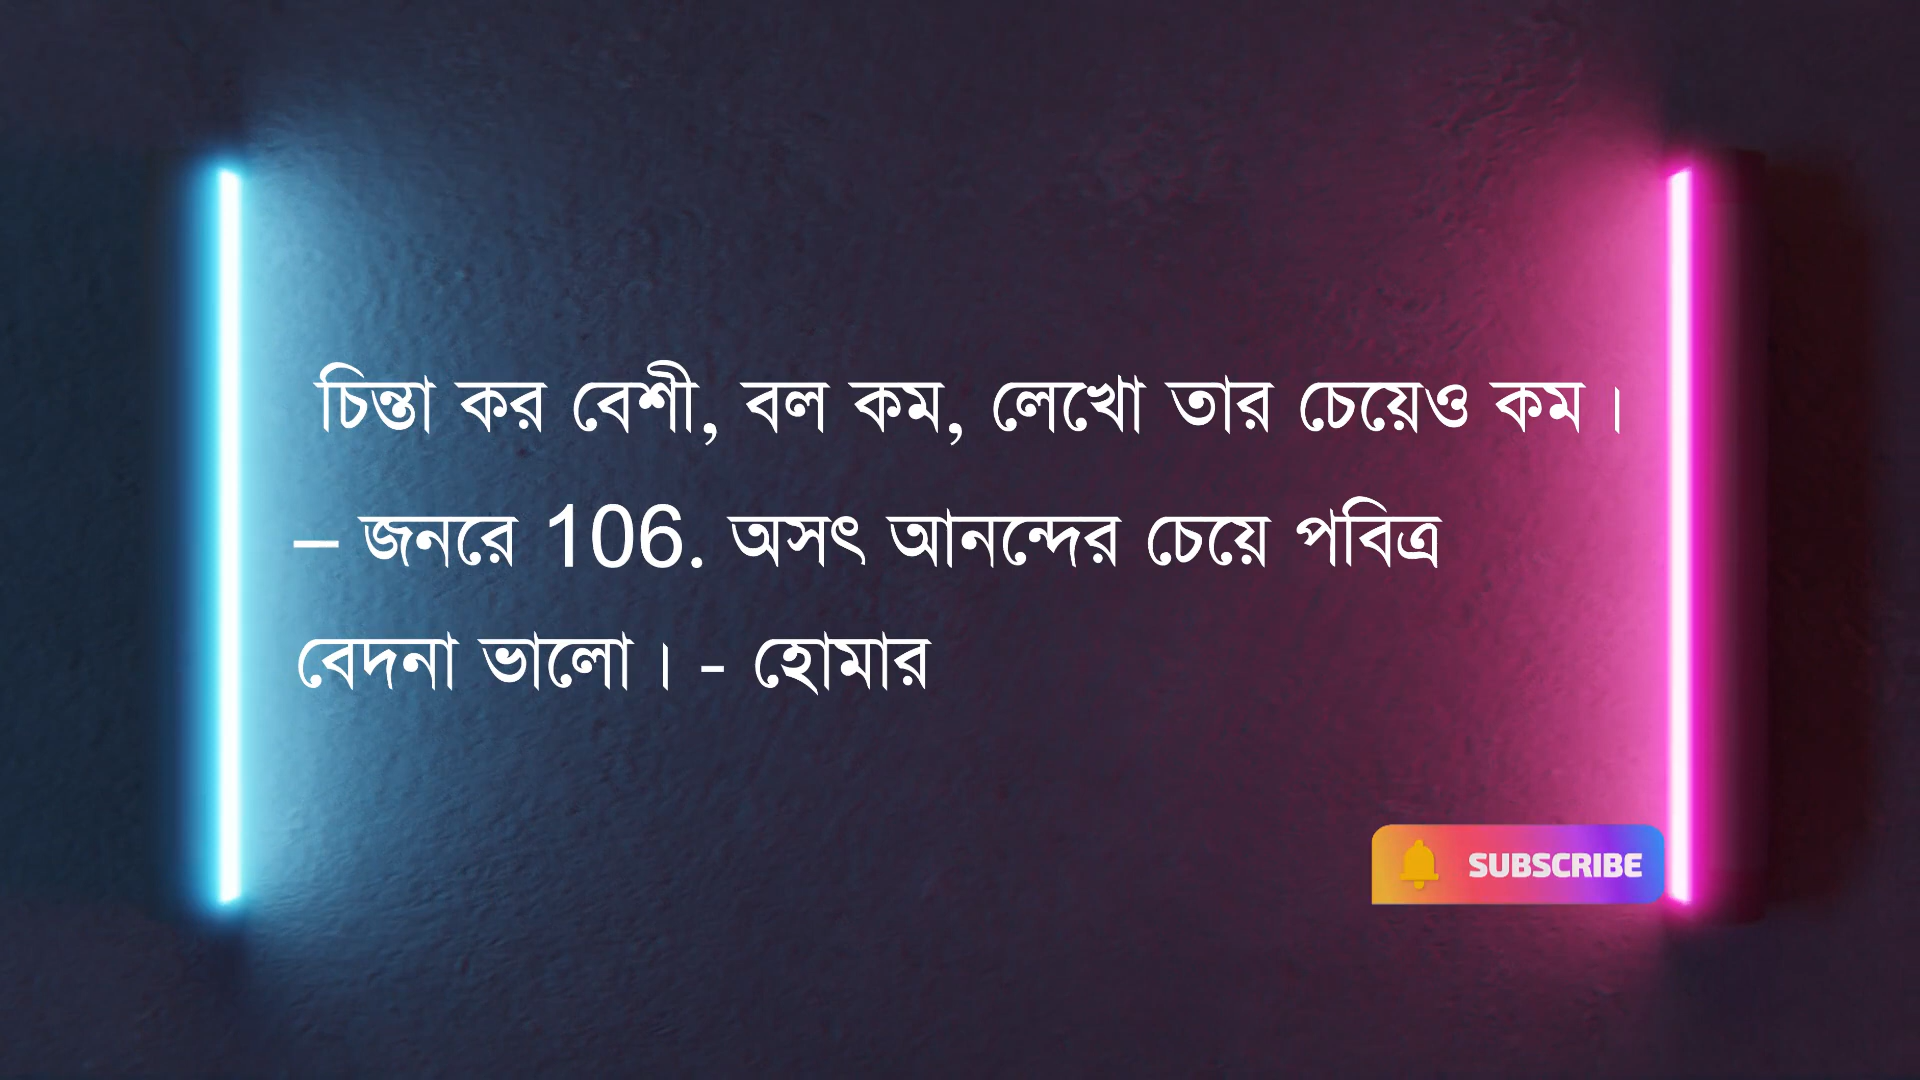 চিন্তা কর বেশী, বল কম, লেখো তার চেয়েও কম।
– জনরে 106. অসৎ আনন্দের চেয়ে পবিত্র
বেদনা ভালো। - হোমার
SUBSCRIBE